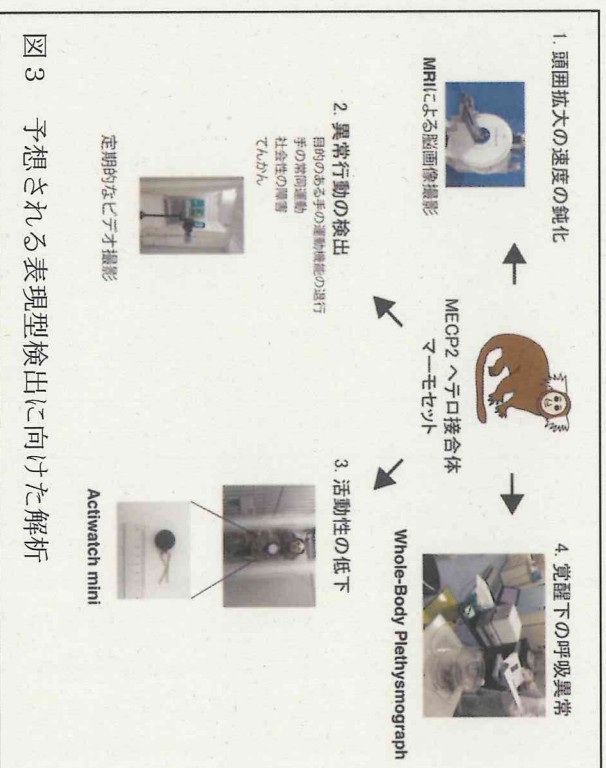 1. 頭囲拡大の速度の鈍化
MRIによる脳画像撮影
2. 異常行動の検出
目的のある手の運動機能の退行
手の常同運動
社会性の障害
てんかん
定期的なビデオ撮影
MECP2 ヘテロ接合体
マーモセット
3. 活動性の低下
Actiwatch mini
4. 覚醒下の呼吸異常
Whole-Body Plethysmograph
図 3　予想される表現型検出に向けた解析